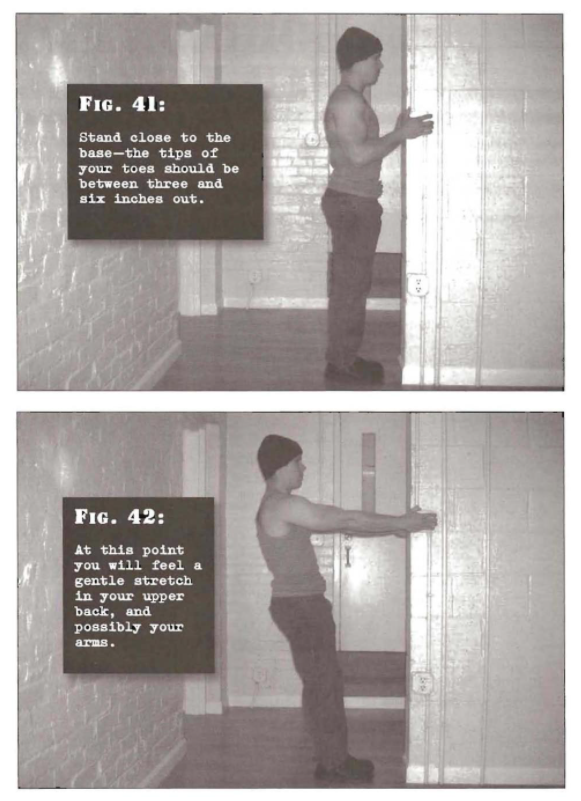 FIG. 41:
Stand close to the
base—the tips of
your toes should be
between three and
six inches out.
FIG. 42:
At this point
you will feel a
gentle stretch
in your upper
back, and
possibly your
arms.